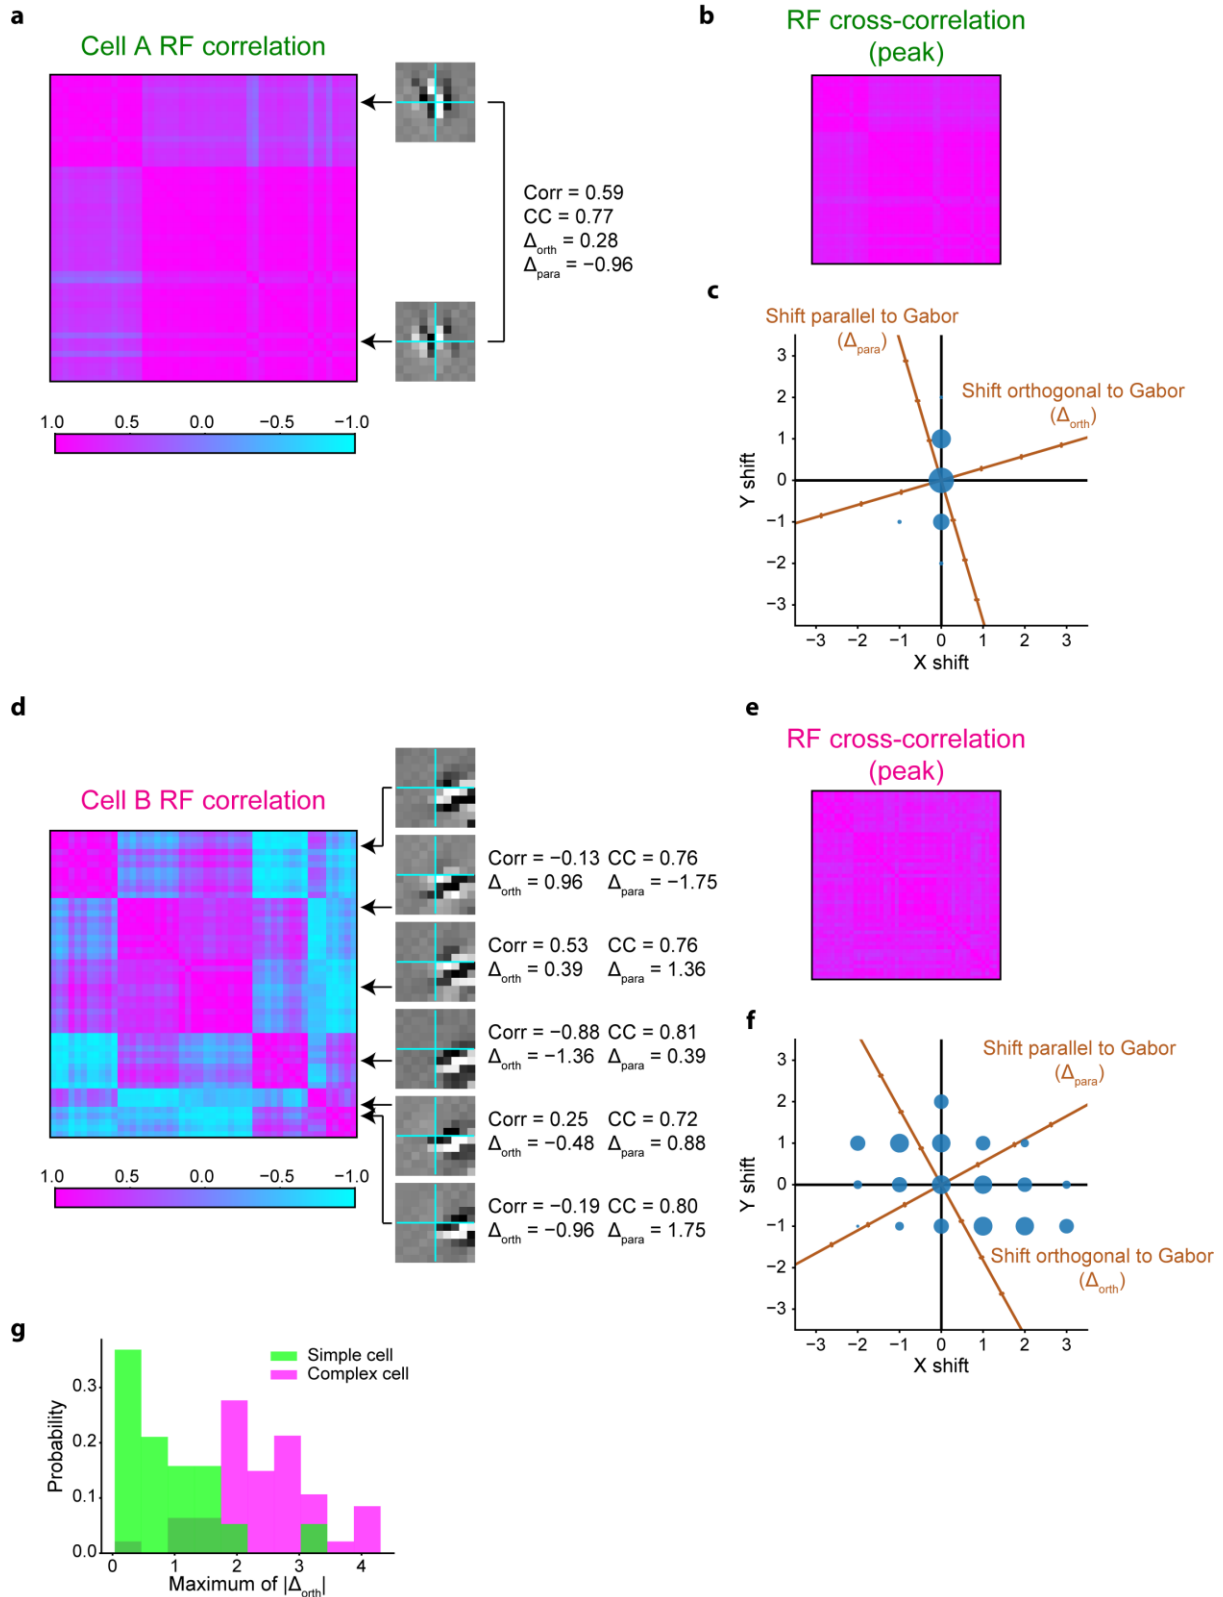 a
Cell A RF correlation
Corr = 0.59
CC = 0.77
Δorth = 0.28
Δpara = −0.96
1.0 0.5 0.0 −0.5 −1.0
b
RF cross-correlation
(peak)
c
Shift parallel to Gabor
(Δpara)
Shift orthogonal to Gabor
(Δorth)
3
2
1
0
−1
−2
−3
Y shift
−3 −2 −1 0 1 2 3
X shift
d
Cell B RF correlation
Corr = −0.13 CC = 0.76
Δorth = 0.96 Δpara = −1.75
Corr = 0.53 CC = 0.76
Δorth = 0.39 Δpara = 1.36
Corr = −0.88 CC = 0.81
Δorth = −1.36 Δpara = 0.39
Corr = 0.25 CC = 0.72
Δorth = −0.48 Δpara = 0.88
Corr = −0.19 CC = 0.80
Δorth = −0.96 Δpara = 1.75
1.0 0.5 0.0 −0.5 −1.0
e
RF cross-correlation
(peak)
f
Shift parallel to Gabor
(Δpara)
Shift orthogonal to Gabor
(Δorth)
3
2
1
0
−1
−2
−3
Y shift
−3 −2 −1 0 1 2 3
X shift
g
Simple cell
Complex cell
0.3
0.2
0.1
0.0
Probability
0 1 2 3 4
Maximum of |Δorth|